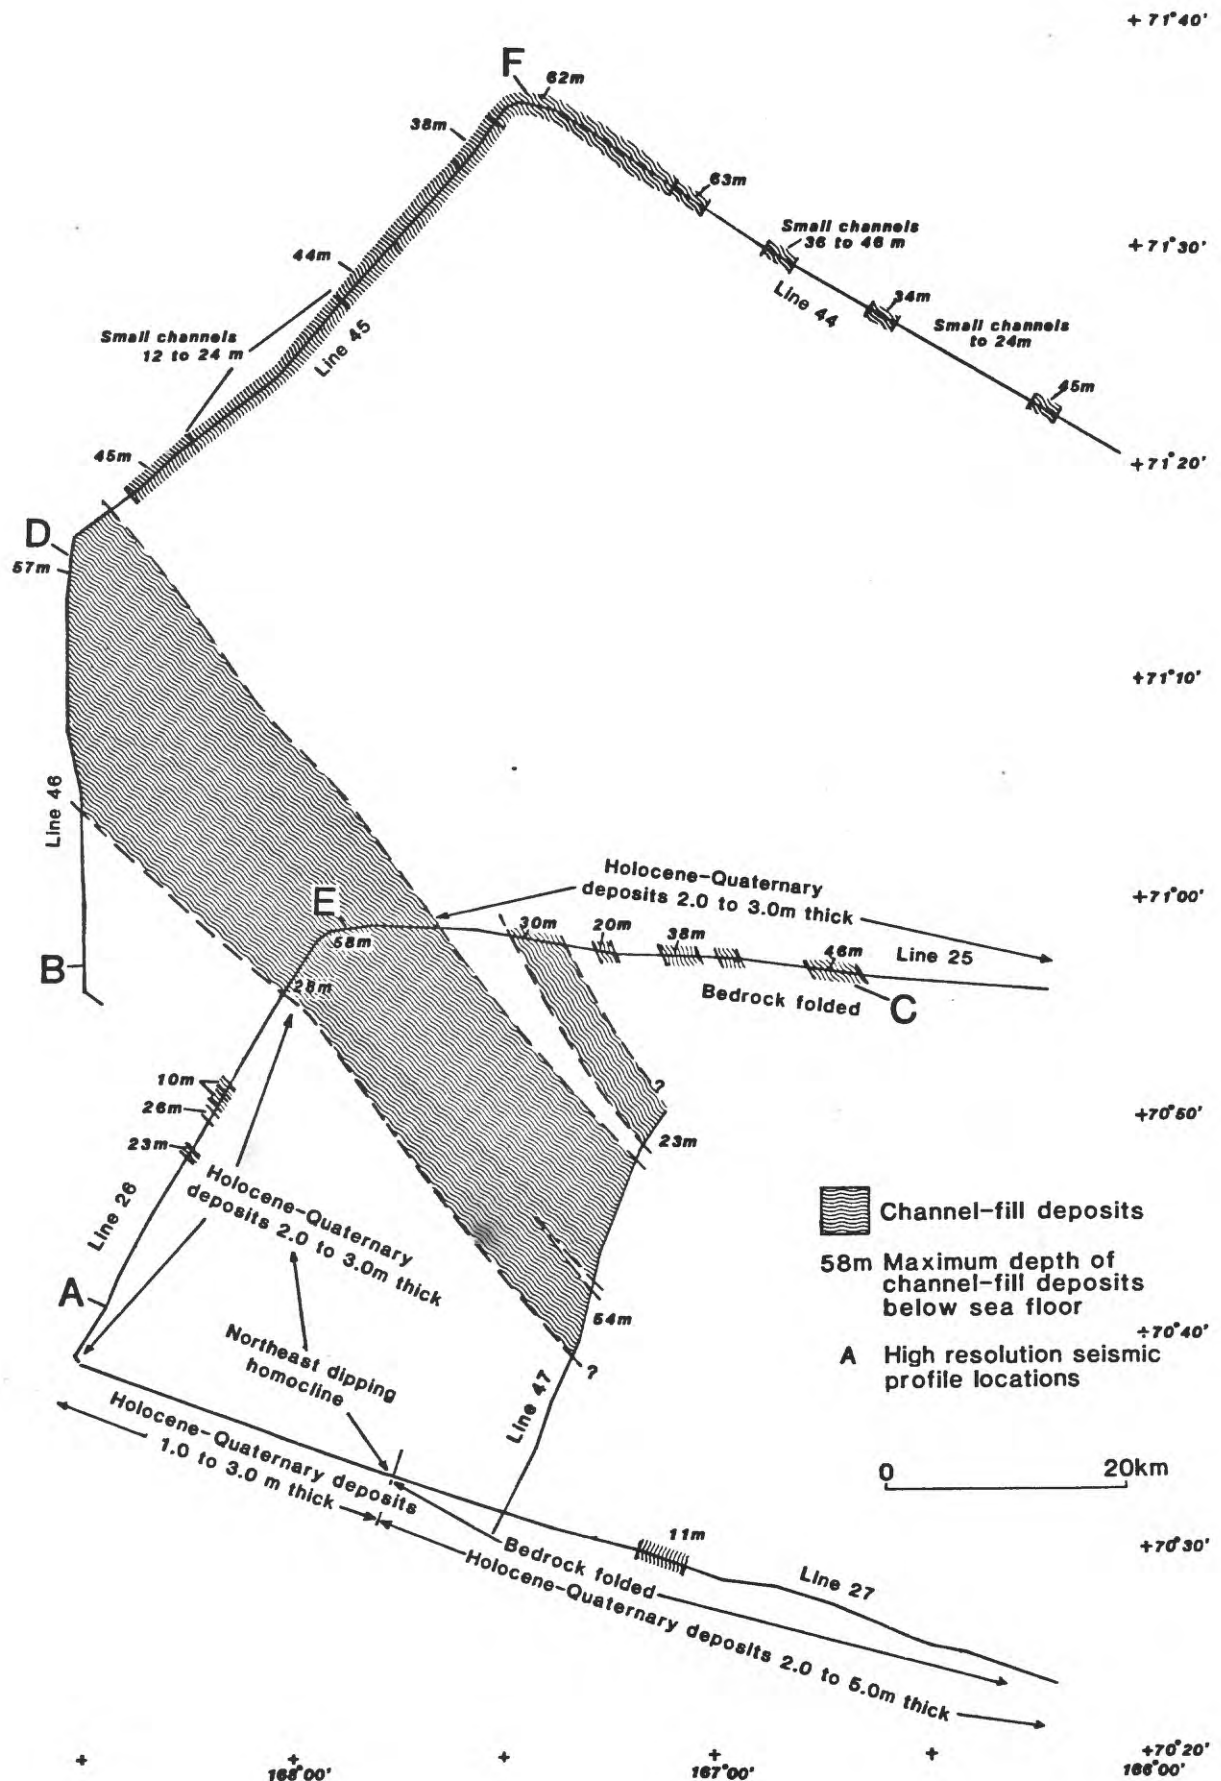 + 71°40'
F
62m
38m
63m
Small channels
36 to 46 m
+ 71°30'
44m
Line 44
34m
Small channels
to 24m
Small channels
12 to 24 m
Line 45
45m
45m
+71°20'
D
57m
+71°10'
Line 46
Holocene-Quaternary
deposits 2.0 to 3.0m thick
+71°00'
E
58m
30m
20m
38m
46m
Line 25
B
28m
Bedrock folded
C
10m
26m
23m
?
23m
+70°50'
Line 26
Holocene-Quaternary
deposits 2.0 to 3.0m thick
Channel-fill deposits
58m Maximum depth of
channel-fill deposits
below sea floor
A
54m
+70°40'
Northeast dipping
homocline
?
A High resolution seismic
profile locations
Line 47
Holocene-Quaternary deposits
1.0 to 3.0 m thick
0 20km
11m
+70°30'
Bedrock folded
Line 27
Holocene-Quaternary deposits 2.0 to 5.0m thick
+ + + + + +70°20'
168°00' 167°00' 166°00'